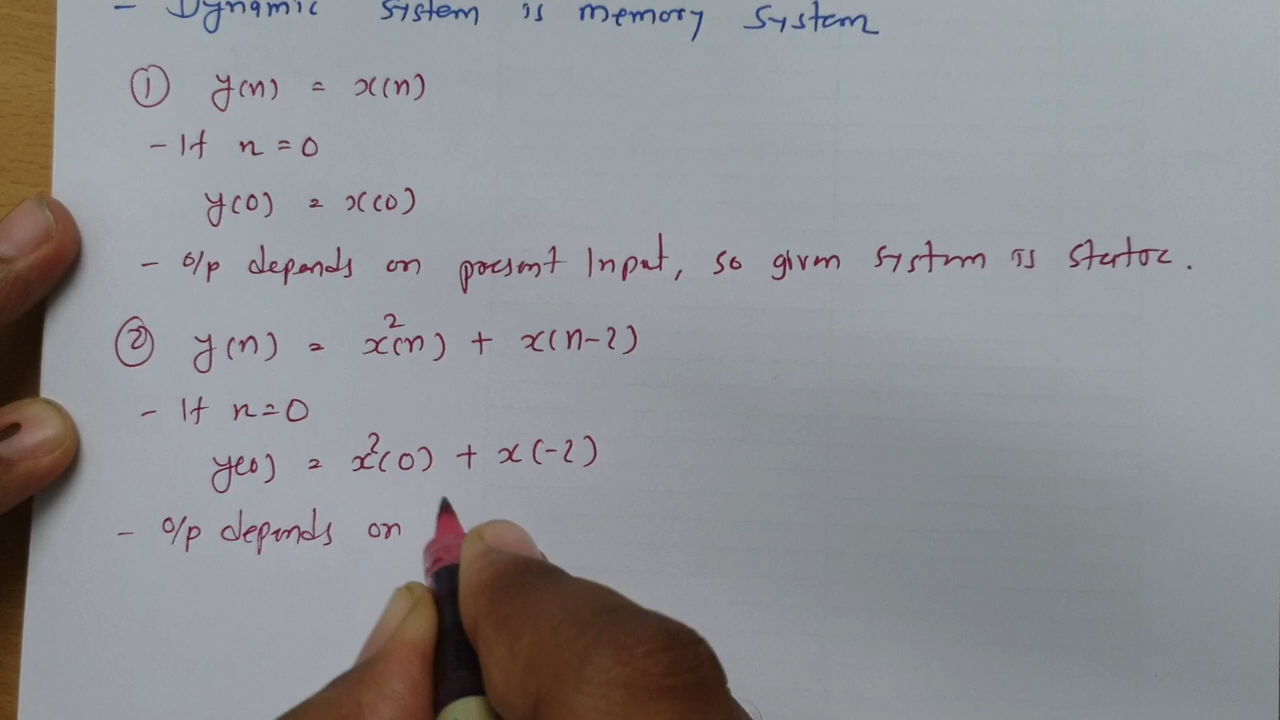 - Dynamic system is memory system
① y(n) = x(n)
- If n = 0
y(0) = x(0)
- o/p depends on present Input, so given system is static.
② y(n) = x²(n) + x(n-2)
- If n=0
y(0) = x²(0) + x(-2)
- o/p depends on